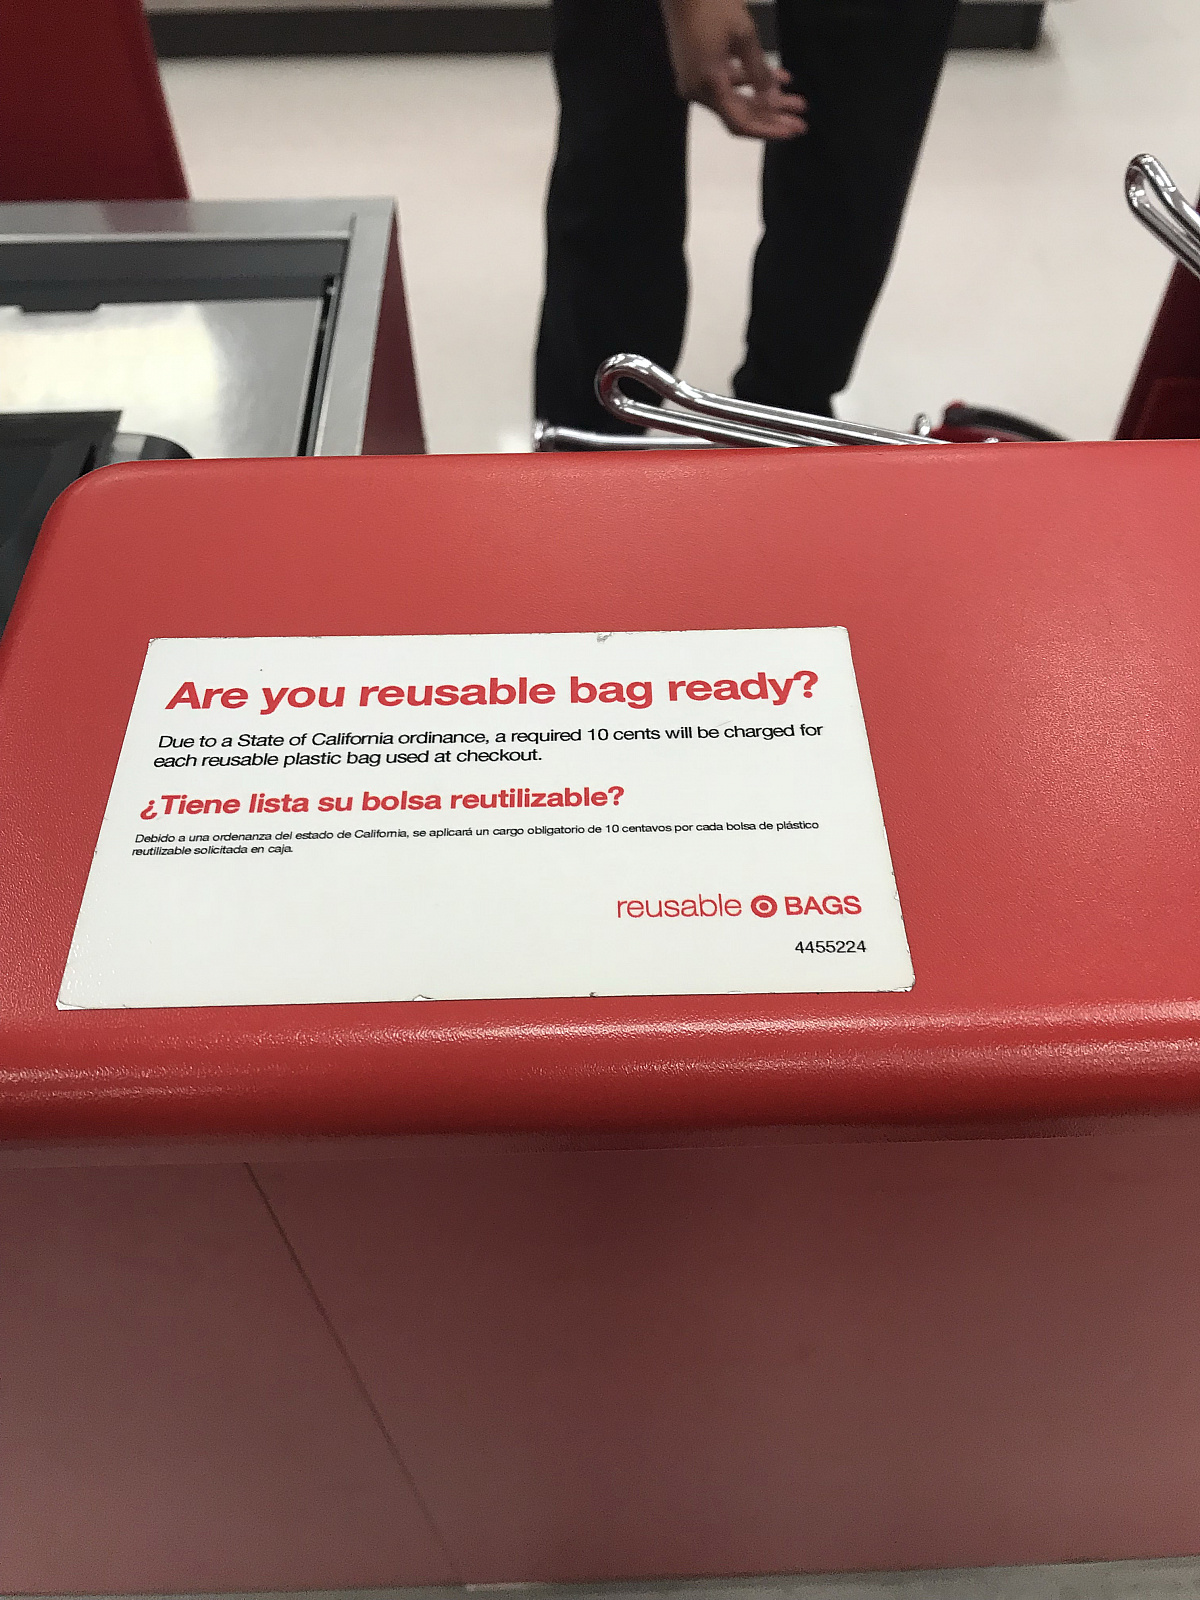 Are you reusable bag ready?
Due to a State of California ordinance, a required 10 cents will be charged for
each reusable plastic bag used at checkout.
¿Tiene lista su bolsa reutilizable?
Debido a una ordenanza del estado de California, se aplicará un cargo obligatorio de 10 centavos por cada bolsa de plástico
reutilizable solicitada en caja.
reusable BAGS
4455224